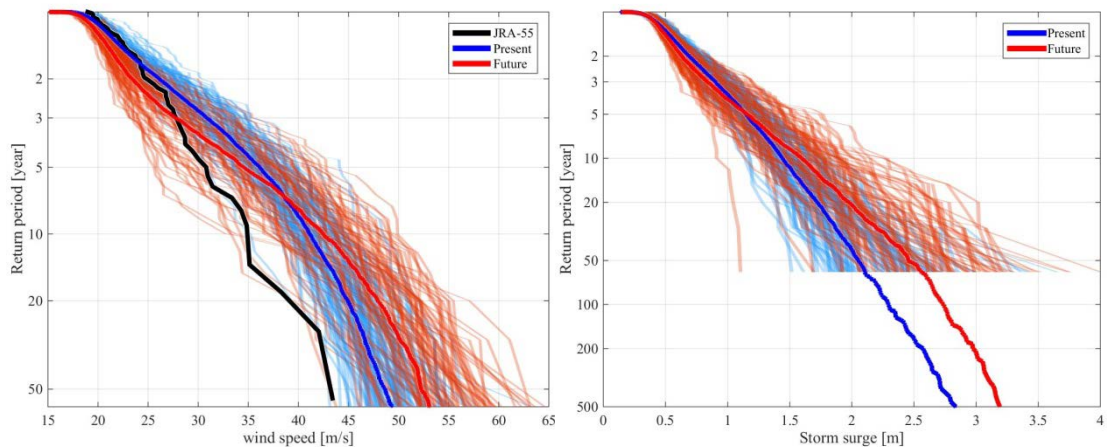 JRA-55
Present
Future
2
3
5
10
20
50
Return period [year]
15 20 25 30 35 40 45 50 55 60 65
wind speed [m/s]
Present
Future
2
3
5
10
20
50
100
200
500
Return period [year]
0 0.5 1 1.5 2 2.5 3 3.5 4
Storm surge [m]